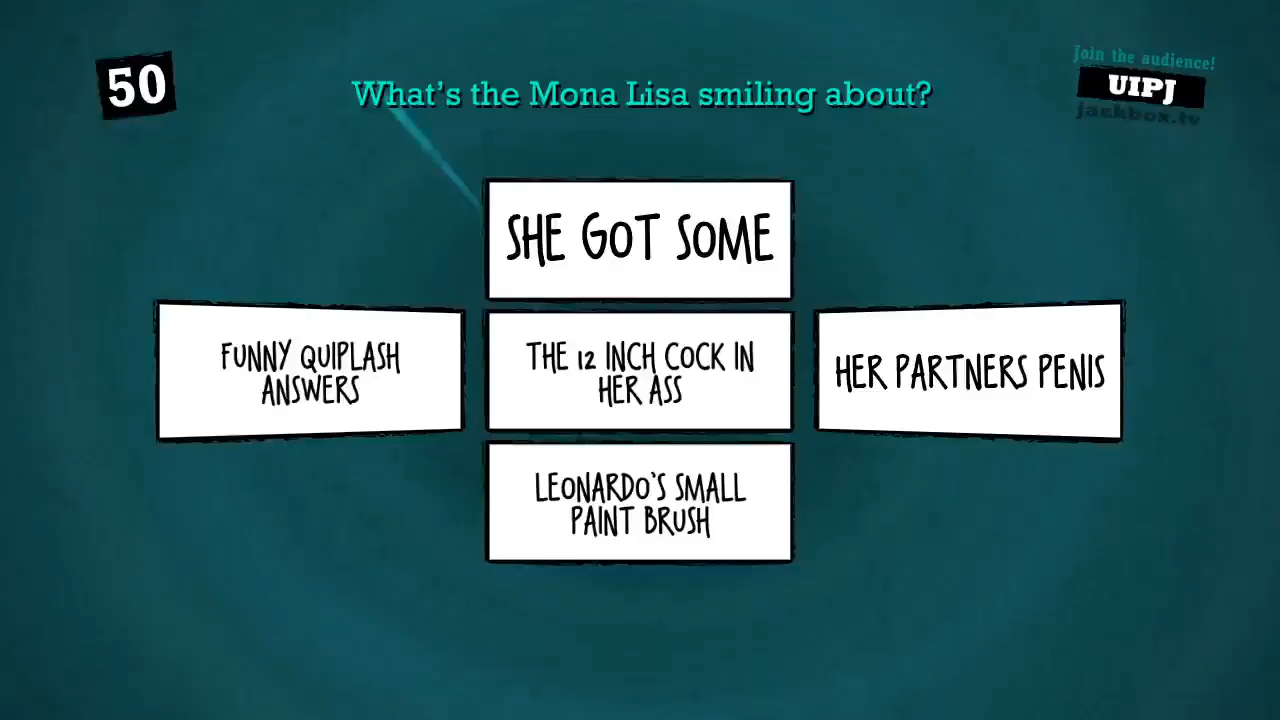 50
What's the Mona Lisa smiling about?
Join the audience!
UIPJ
jackbox.tv
SHE GOT SOME
FUNNY QUIPLASH
ANSWERS
THE 12 INCH COCK IN
HER ASS
HER PARTNERS PENIS
LEONARDO'S SMALL
PAINT BRUSH